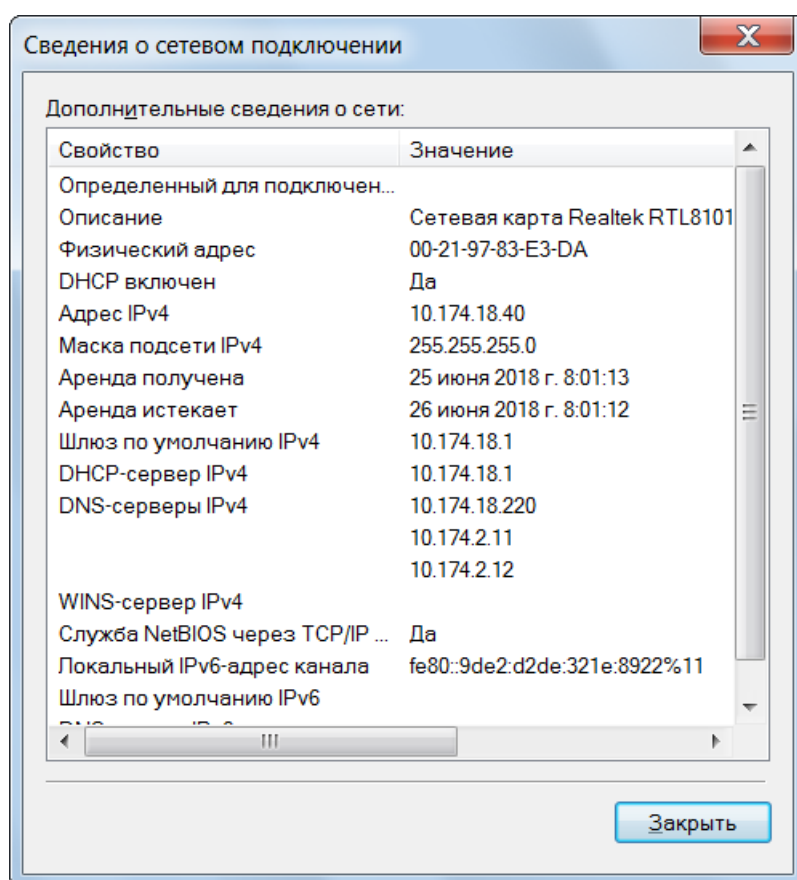 Сведения о сетевом подключении
Дополнительные сведения о сети:
Свойство Значение
Определенный для подключен...
Описание Сетевая карта Realtek RTL8101
Физический адрес 00-21-97-83-E3-DA
DHCP включен Да
Адрес IPv4 10.174.18.40
Маска подсети IPv4 255.255.255.0
Аренда получена 25 июня 2018 г. 8:01:13
Аренда истекает 26 июня 2018 г. 8:01:12
Шлюз по умолчанию IPv4 10.174.18.1
DHCP-сервер IPv4 10.174.18.1
DNS-серверы IPv4 10.174.18.220
10.174.2.11
10.174.2.12
WINS-сервер IPv4
Служба NetBIOS через TCP/IP ... Да
Локальный IPv6-адрес канала fe80::9de2:d2de:321e:8922%11
Шлюз по умолчанию IPv6
Закрыть